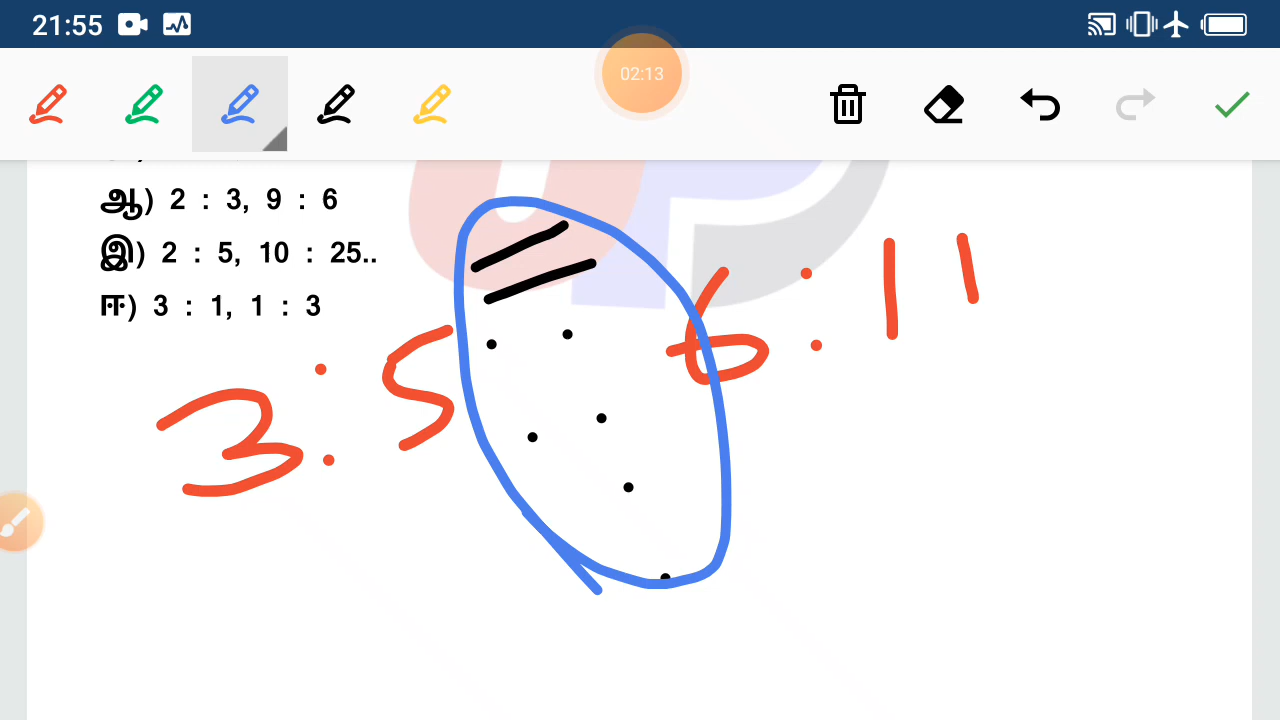 21:55
02:13
ஆ) 2 : 3, 9 : 6
இ) 2 : 5, 10 : 25..
ஈ) 3 : 1, 1 : 3
3 : 5 = 6 : 11